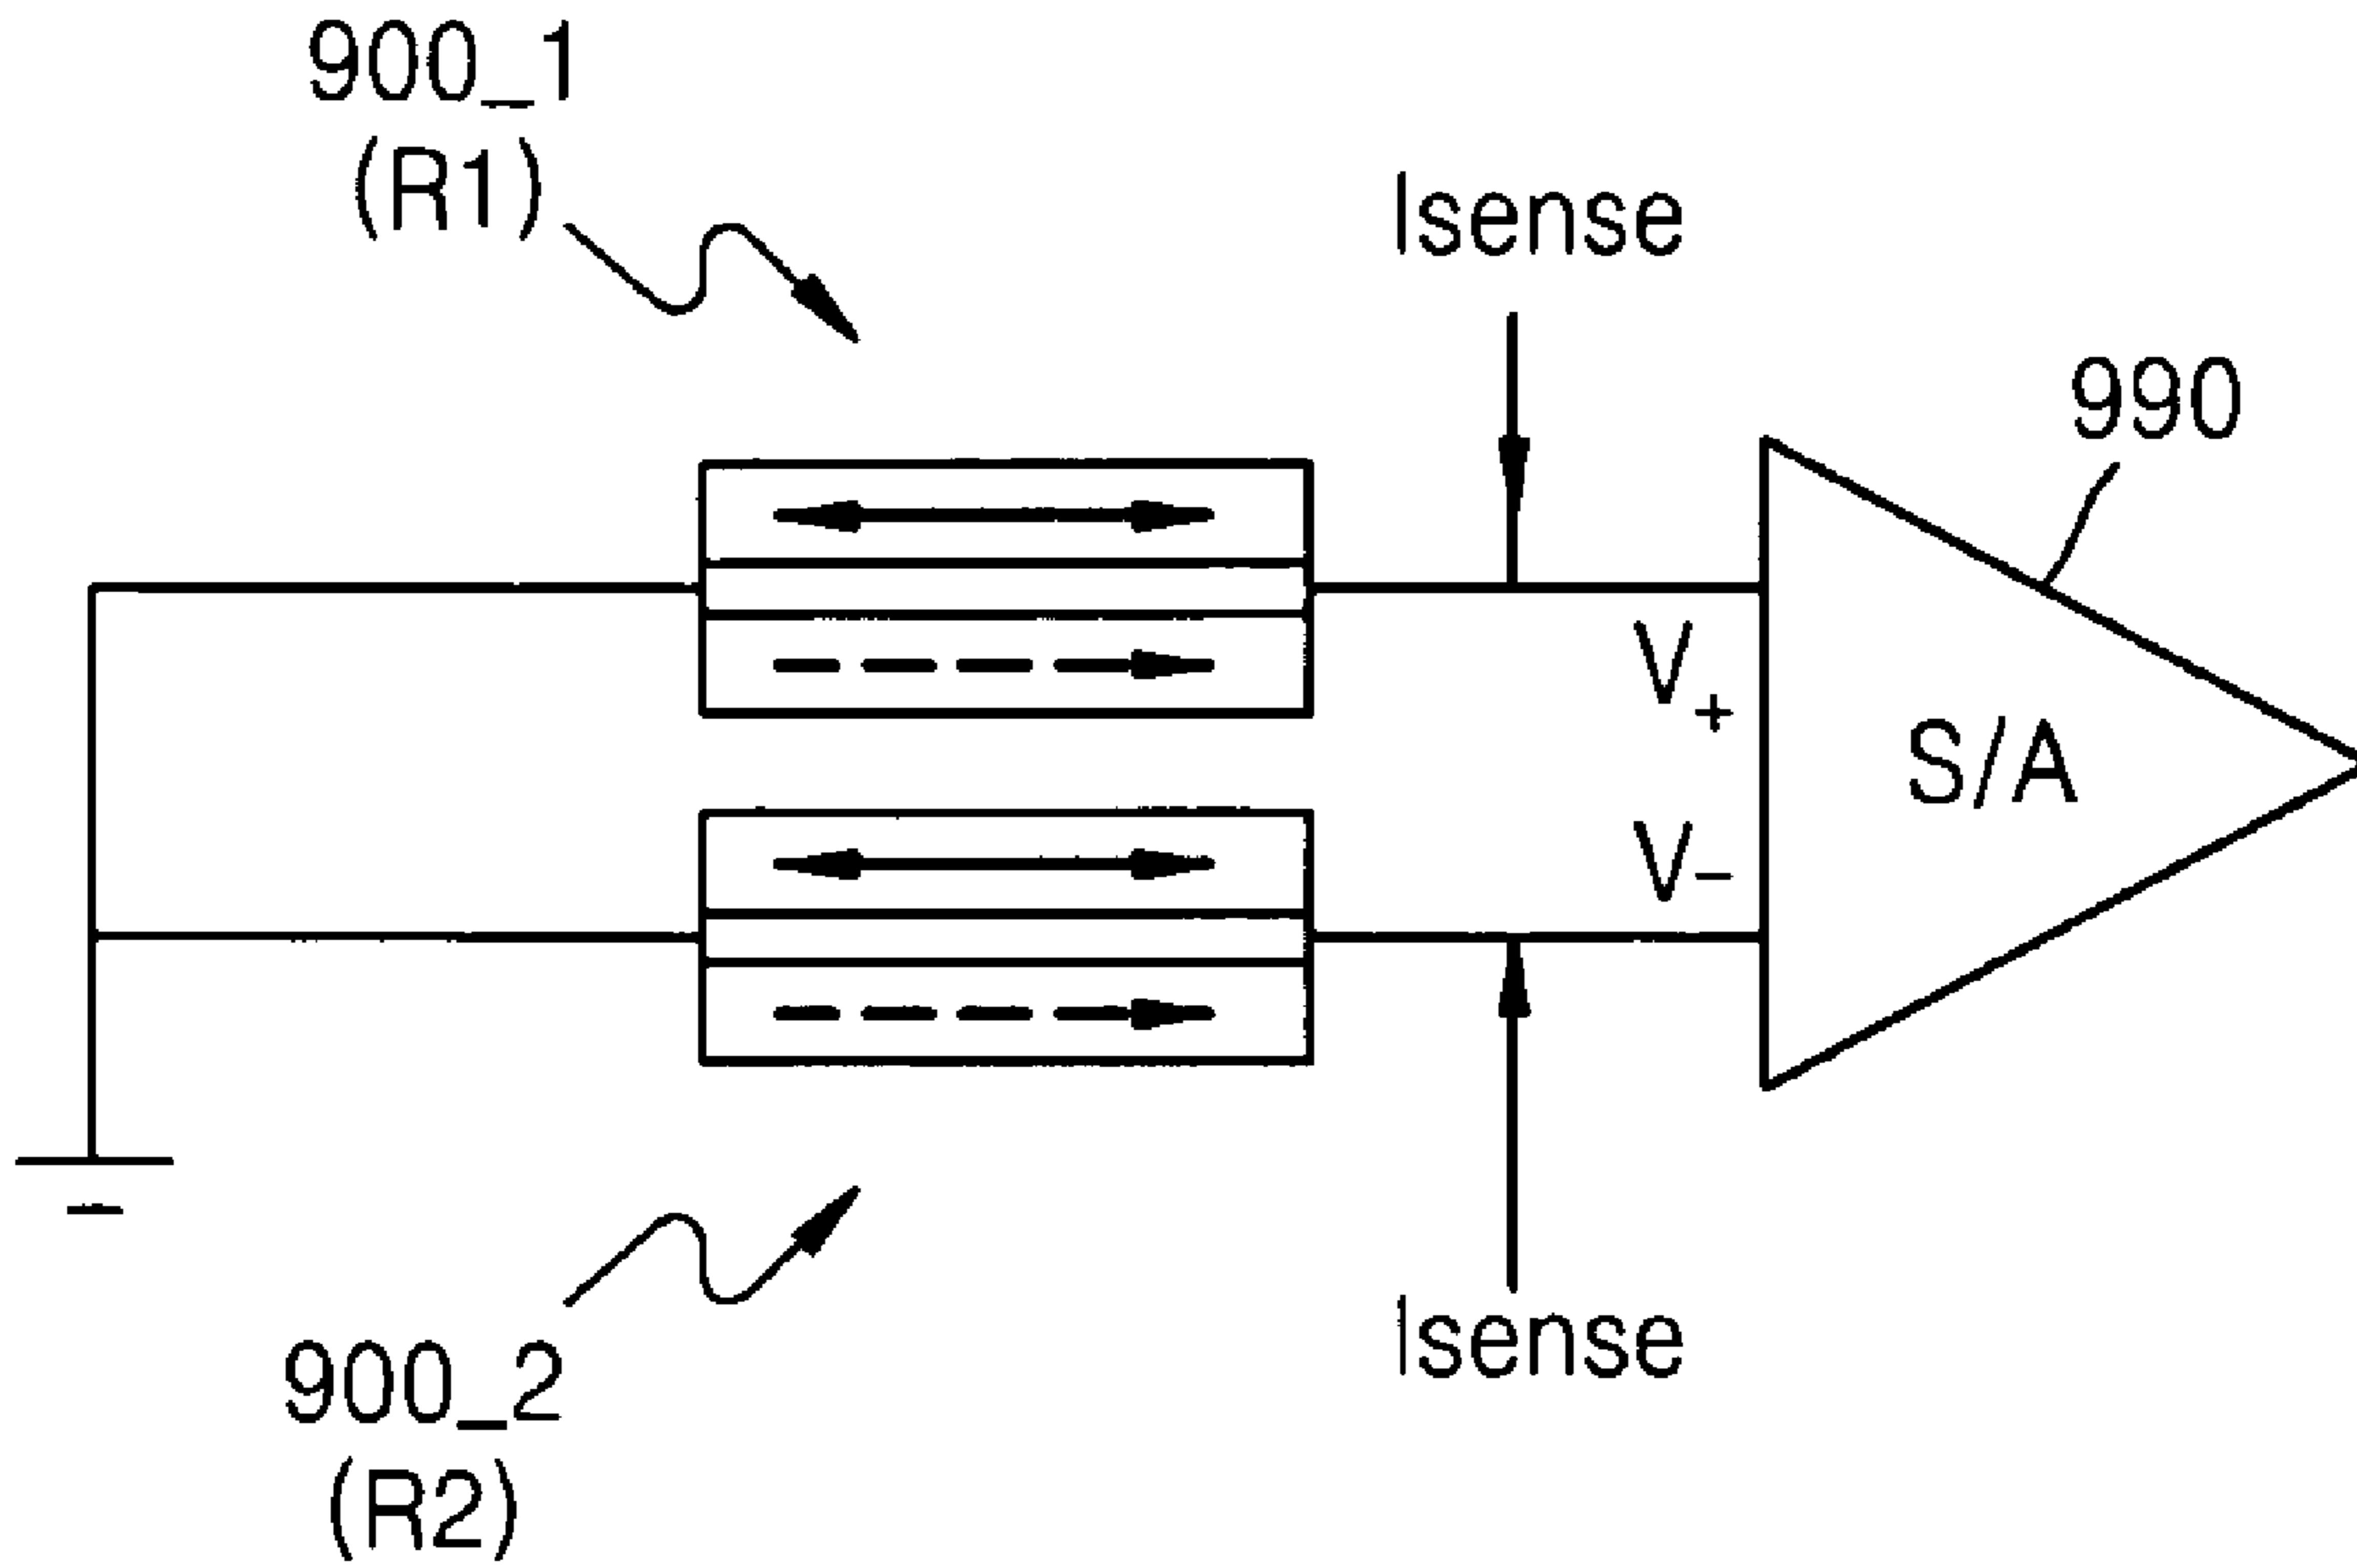 900_1
(R1)
Isense
990
V+
S/A
V-
Isense
900_2
(R2)